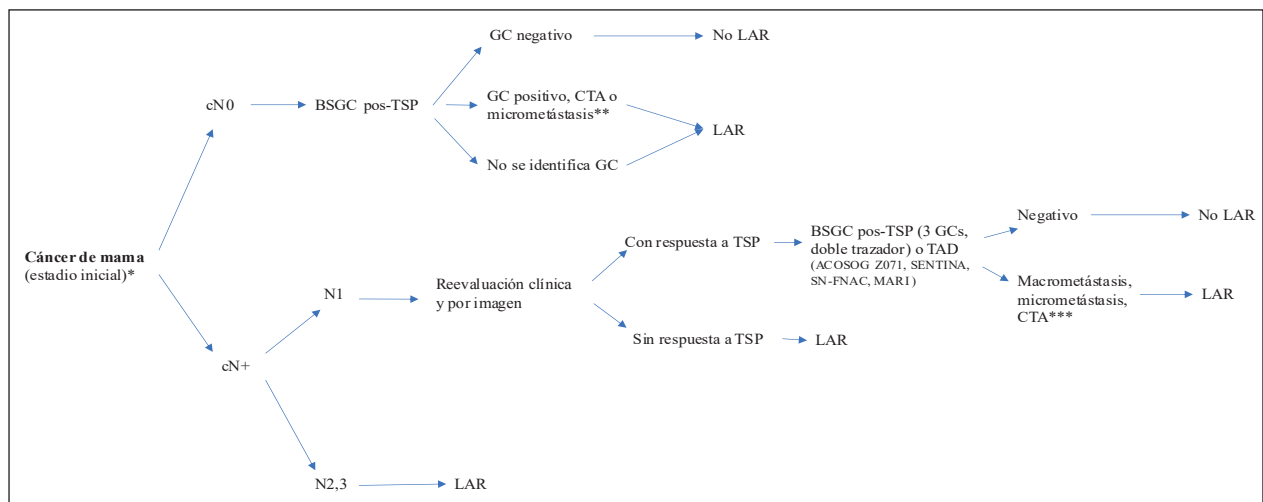 GC negativo
No LAR
cN0
BSGC pos-TSP
GC positivo, CTA o
micrometástasis**
LAR
No se identifica GC
Cáncer de mama
(estadio inicial)*
cN+
N1
Reevaluación clínica
y por imagen
Con respuesta a TSP
BSGC pos-TSP (3 GCs,
doble trazador) o TAD
(ACOSOG Z071, SENTINA,
SN-FNAC, MARI)
Negativo
No LAR
Macrometástasis,
micrometástasis,
CTA***
LAR
Sin respuesta a TSP
LAR
N2,3
LAR